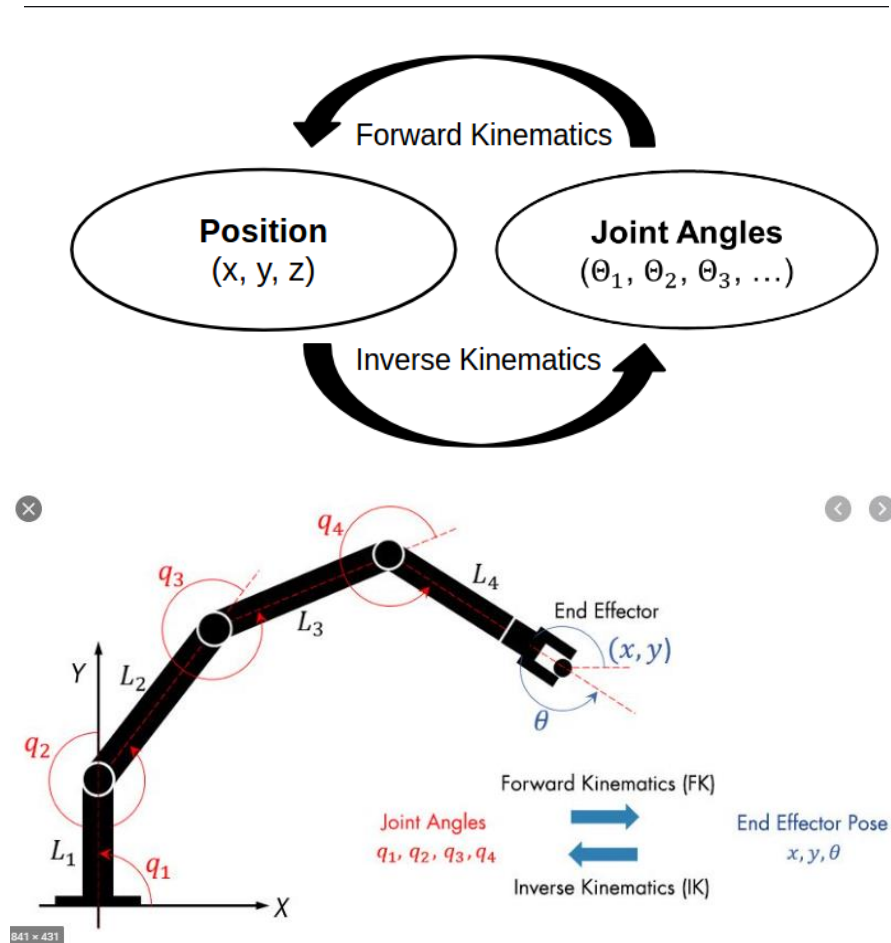 Forward Kinematics
Position
(x, y, z)
Joint Angles
(Θ₁, Θ₂, Θ₃, …)
Inverse Kinematics
q₄
q₃
L₄
L₃
End Effector
(x, y)
Y
L₂
θ
q₂
Forward Kinematics (FK)
Joint Angles
End Effector Pose
L₁
q₁
q₁, q₂, q₃, q₄
x, y, θ
Inverse Kinematics (IK)
X
841 × 431